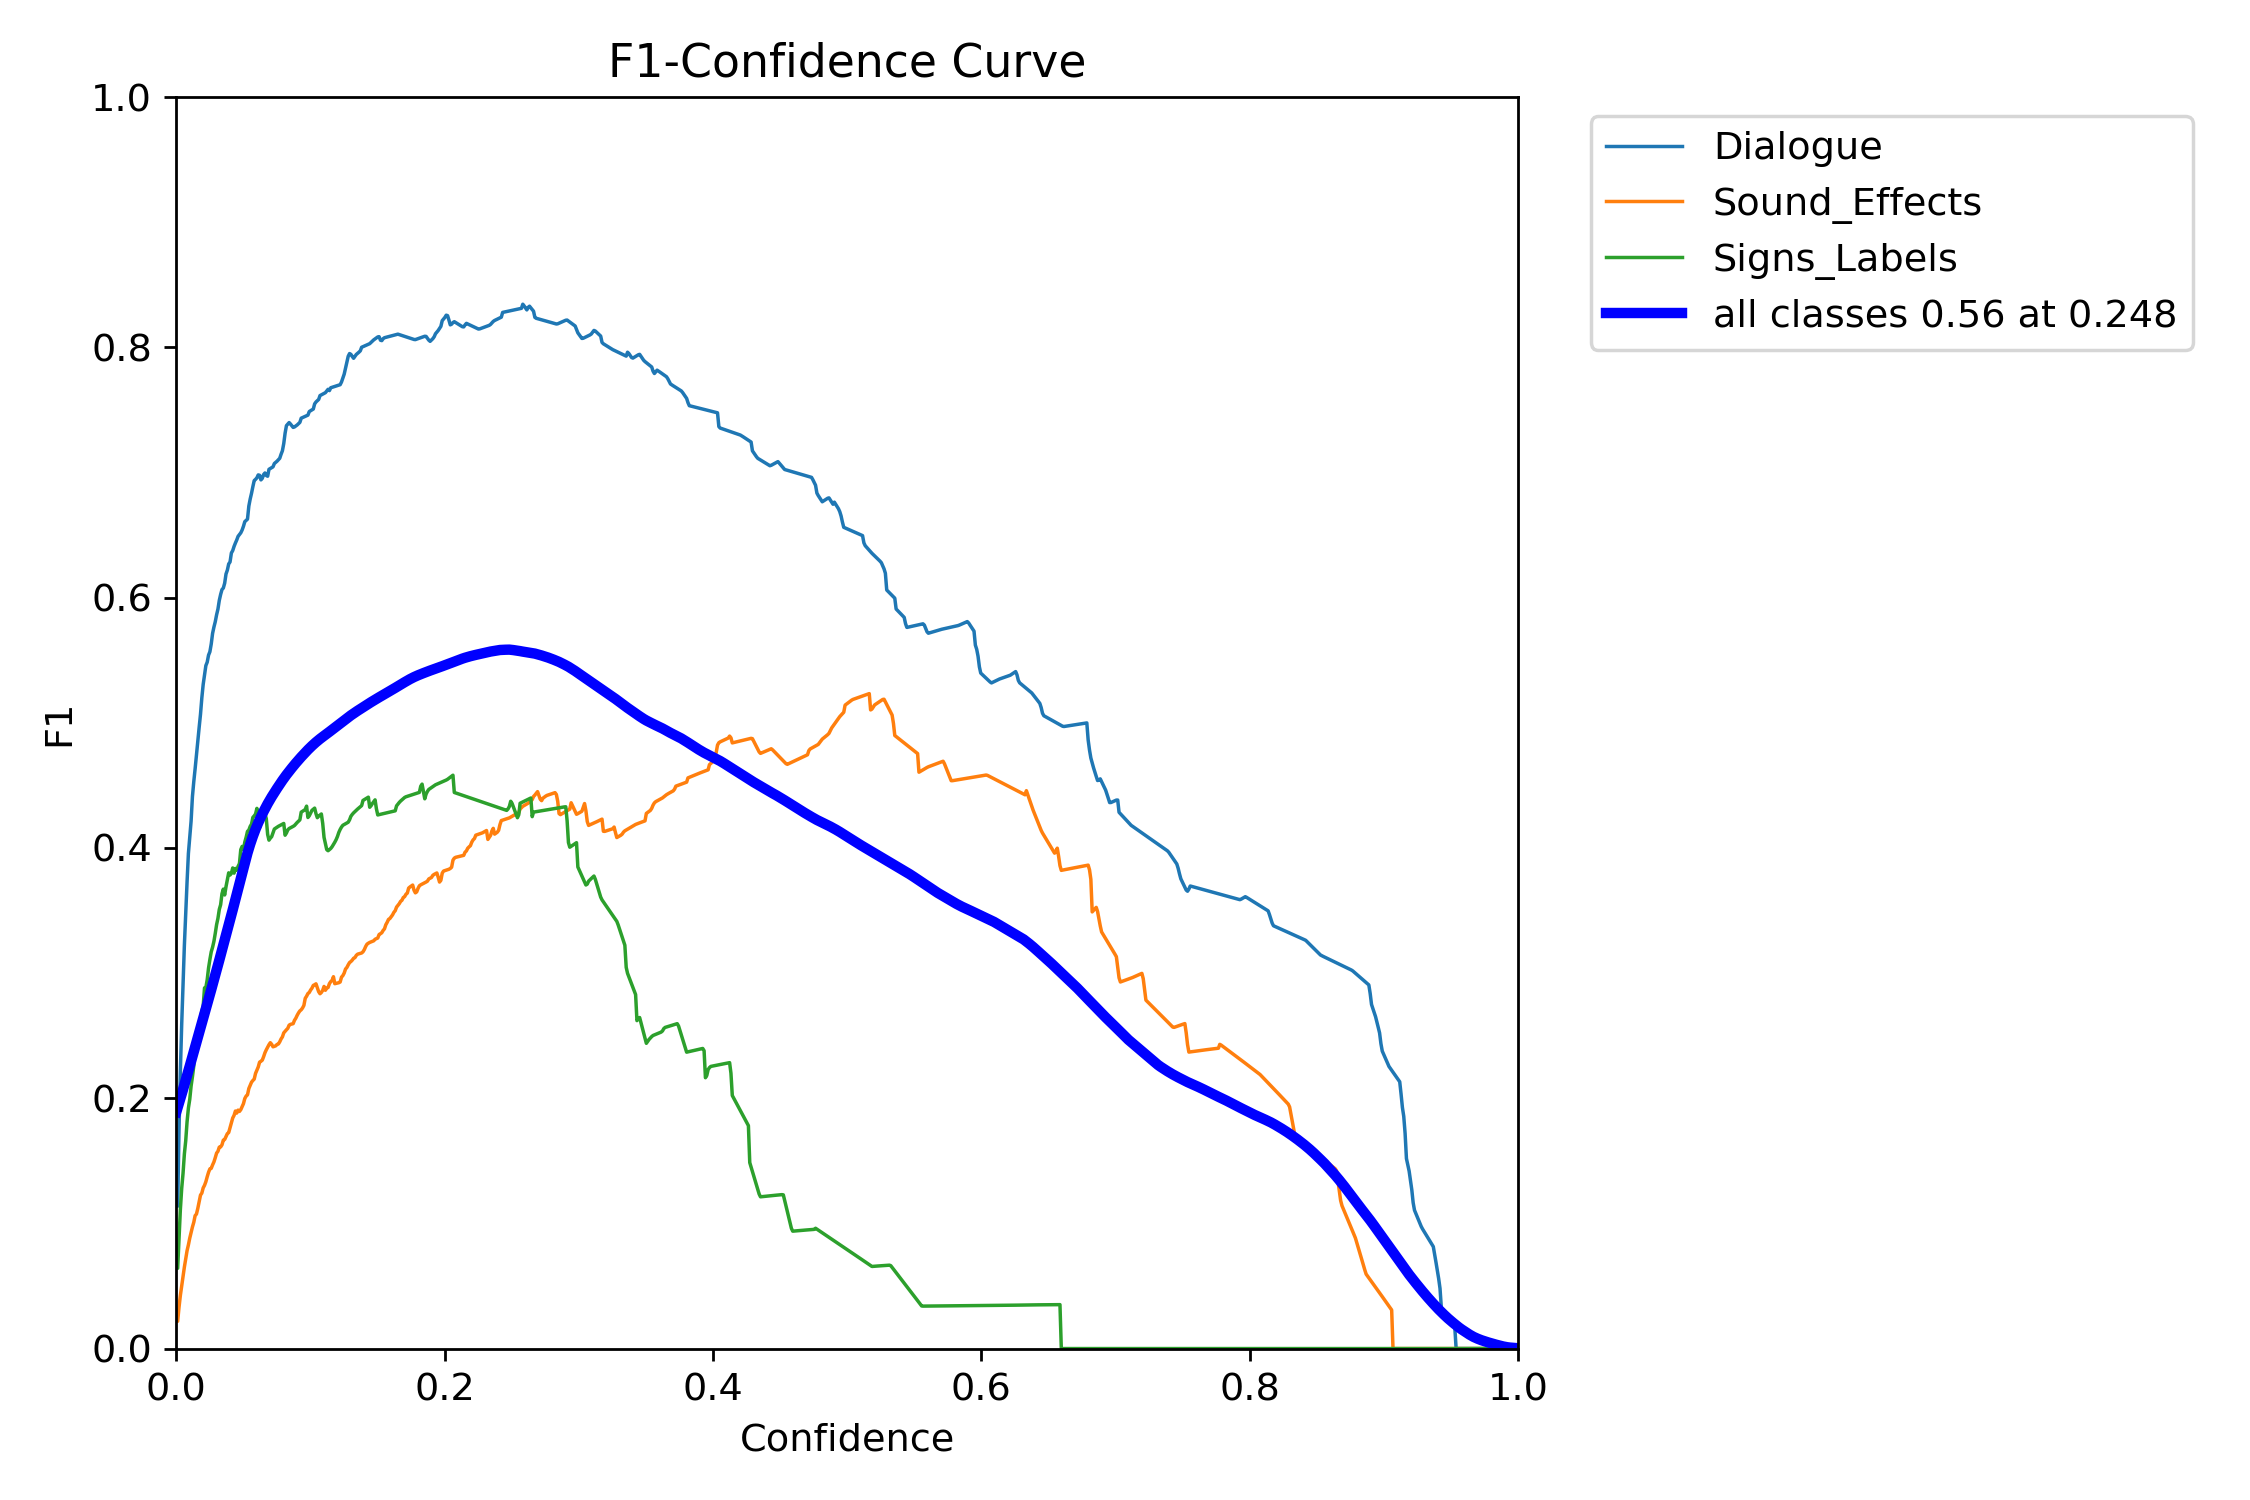 F1-Confidence Curve
1.0
0.8
0.6
0.4
0.2
0.0
F1
0.0 0.2 0.4 0.6 0.8 1.0
Confidence
Dialogue
Sound_Effects
Signs_Labels
all classes 0.56 at 0.248